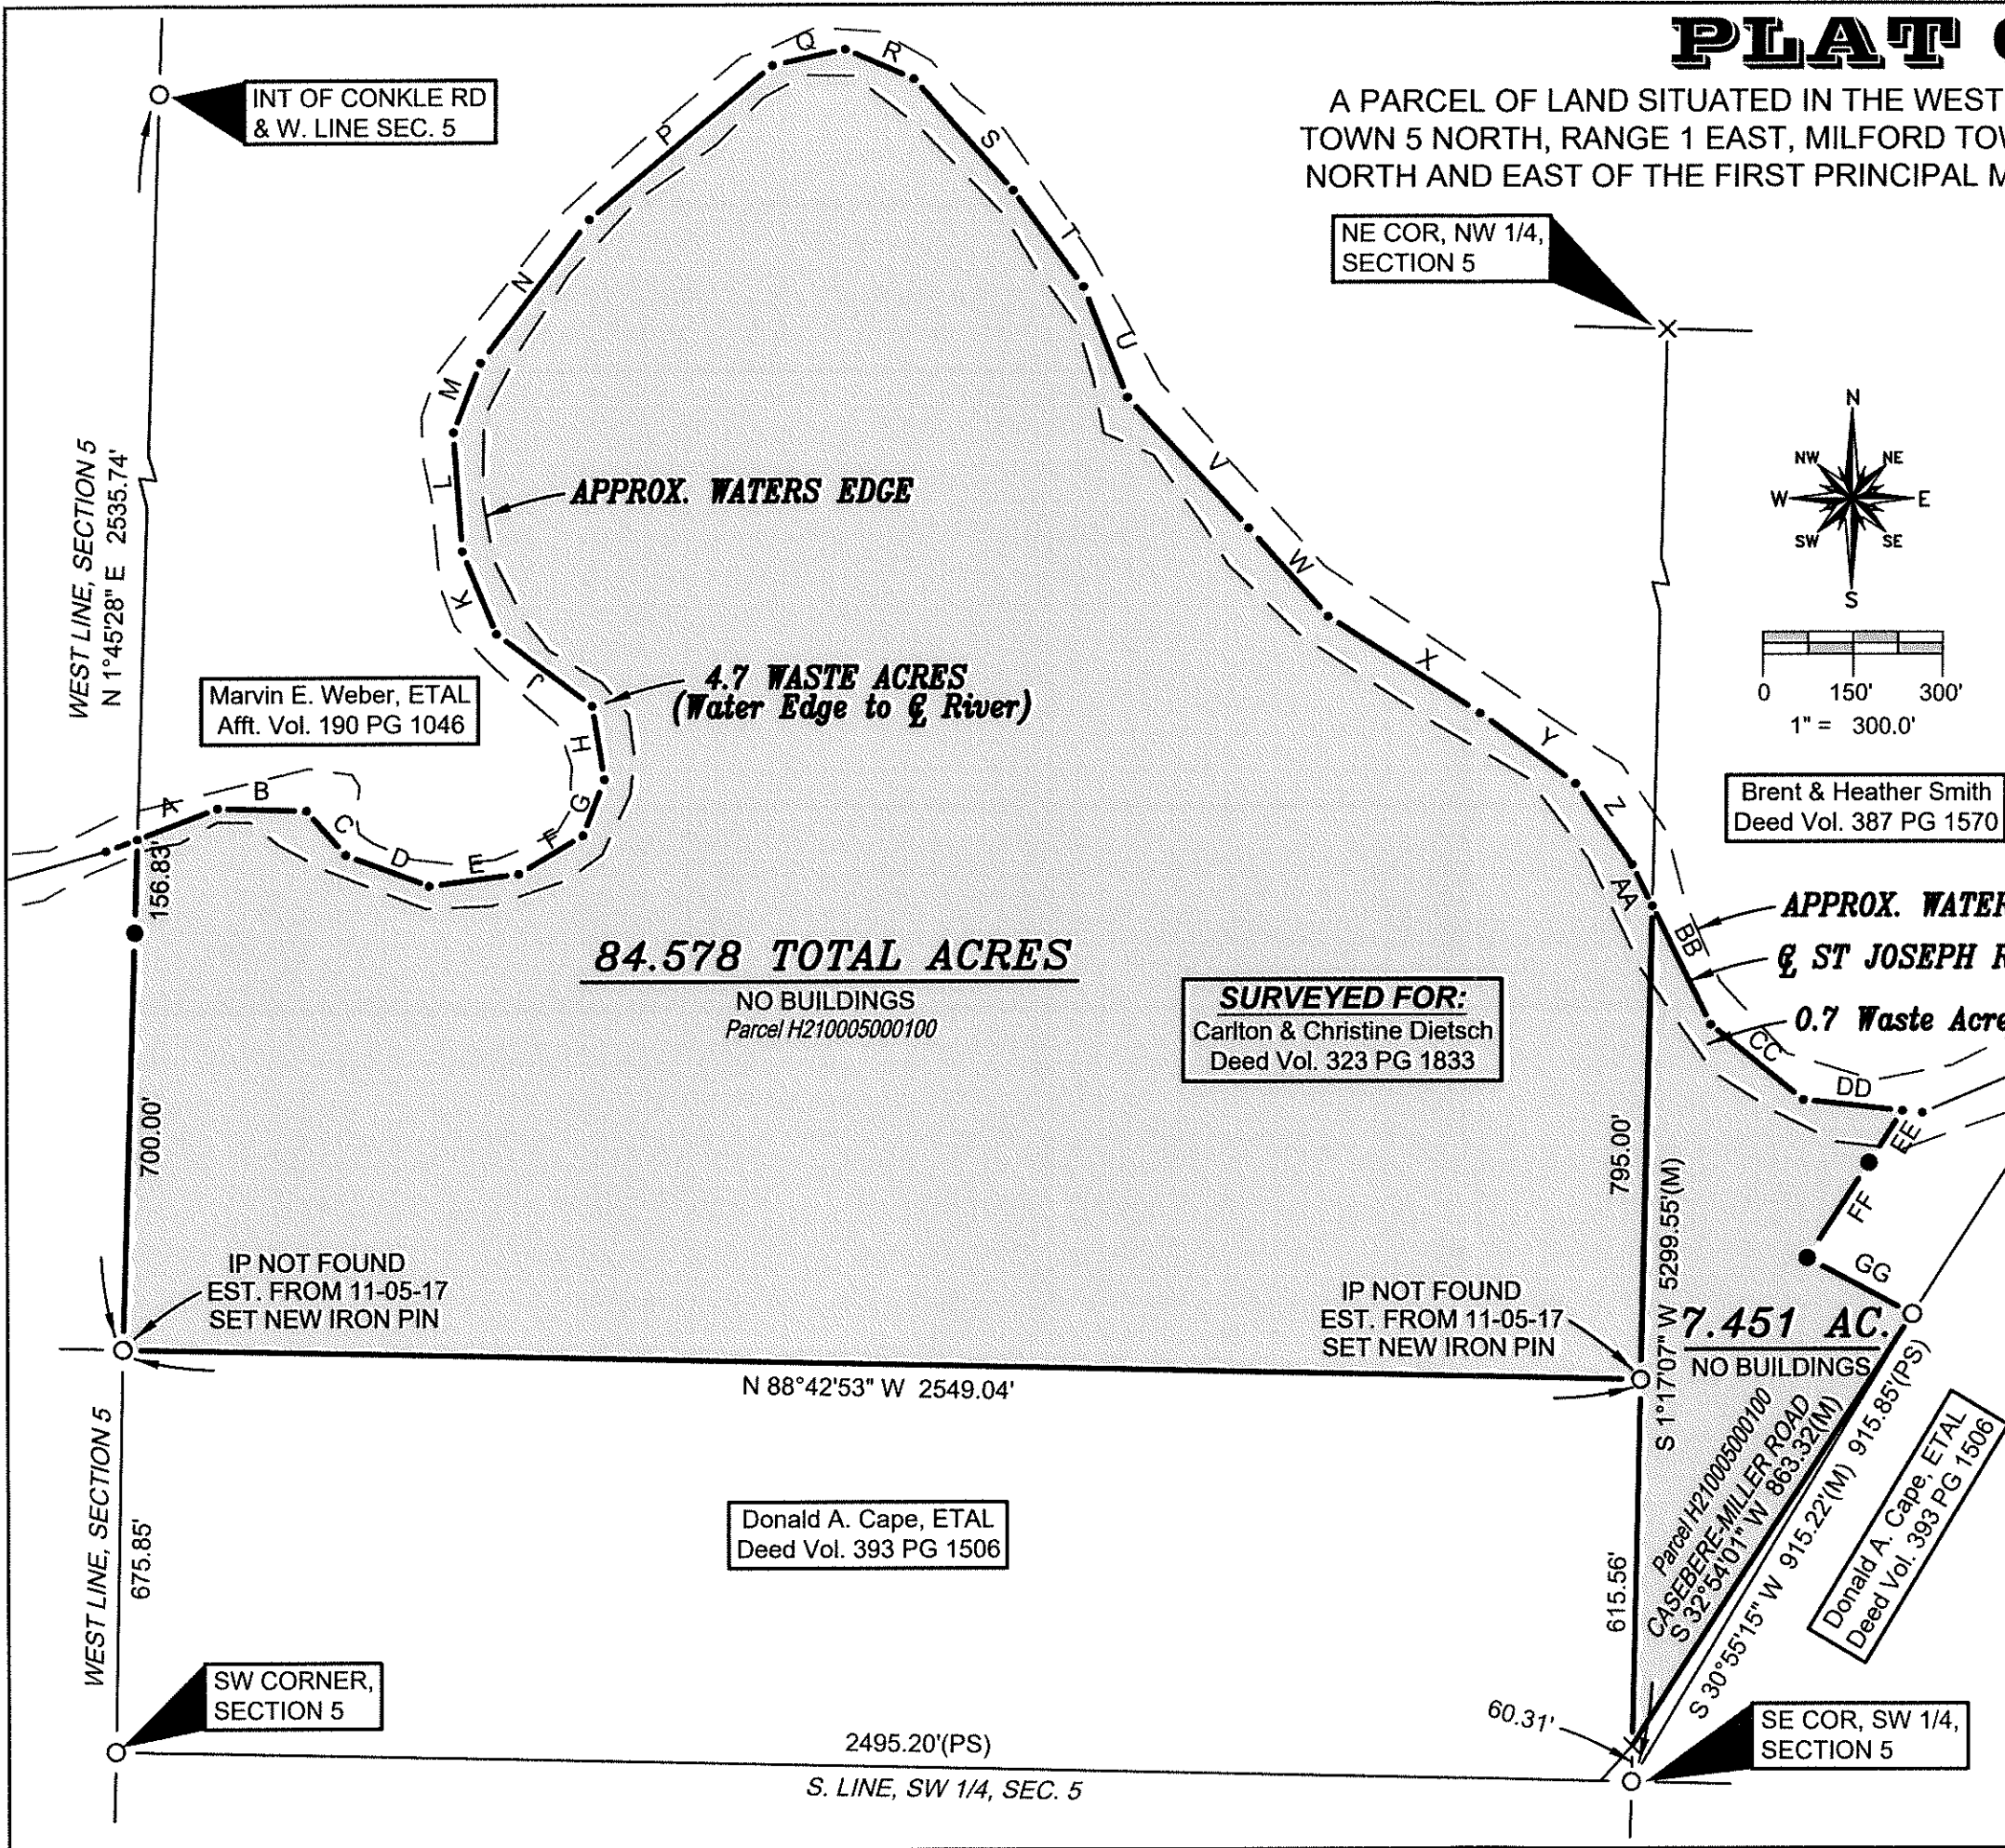 PLAT
A PARCEL OF LAND SITUATED IN THE WEST
TOWN 5 NORTH, RANGE 1 EAST, MILFORD
NORTH AND EAST OF THE FIRST PRINCIPAL
INT OF CONKLE RD
& W. LINE SEC. 5
NE COR, NW 1/4,
SECTION 5
Q
R
P
S
N
T
U
M
L
V
W
K
J
X
H
Y
G
Z
A
B
C
D
E
F
AA
BB
CC
DD
EE
FF
GG
N
NW
NE
W
E
SW
SE
S
0 150' 300'
1" = 300.0'
WEST LINE, SECTION 5
N 1°45'28" E 2535.74'
APPROX. WATERS EDGE
4.7 WASTE ACRES
(Water Edge to ℄ River)
Marvin E. Weber, ETAL
Afft. Vol. 190 PG 1046
Brent & Heather Smith
Deed Vol. 387 PG 1570
156.83'
APPROX.
℄ ST JOSEPH
0.7 Waste
84.578 TOTAL ACRES
NO BUILDINGS
Parcel H210005000100
SURVEYED FOR:
Carlton & Christine Dietsch
Deed Vol. 323 PG 1833
700.00'
795.00'
S 1°17'07" W 5299.55'(M)
IP NOT FOUND
EST. FROM 11-05-17
SET NEW IRON PIN
IP NOT FOUND
EST. FROM 11-05-17
SET NEW IRON PIN
7.451 AC.
NO BUILDINGS
Parcel H210005000100
CASEBERE-MILLER ROAD
S 32°54'01" W 863.32'(M)
S 30°55'15" W 915.22'(M) 915.85'(PS)
N 88°42'53" W 2549.04'
Donald A. Cape, ETAL
Deed Vol. 393 PG 1506
Donald A. Cape, ETAL
Deed Vol. 393 PG 1506
WEST LINE, SECTION 5
675.85'
615.56'
SW CORNER,
SECTION 5
60.31'
SE COR, SW 1/4,
SECTION 5
2495.20'(PS)
S. LINE, SW 1/4, SEC. 5